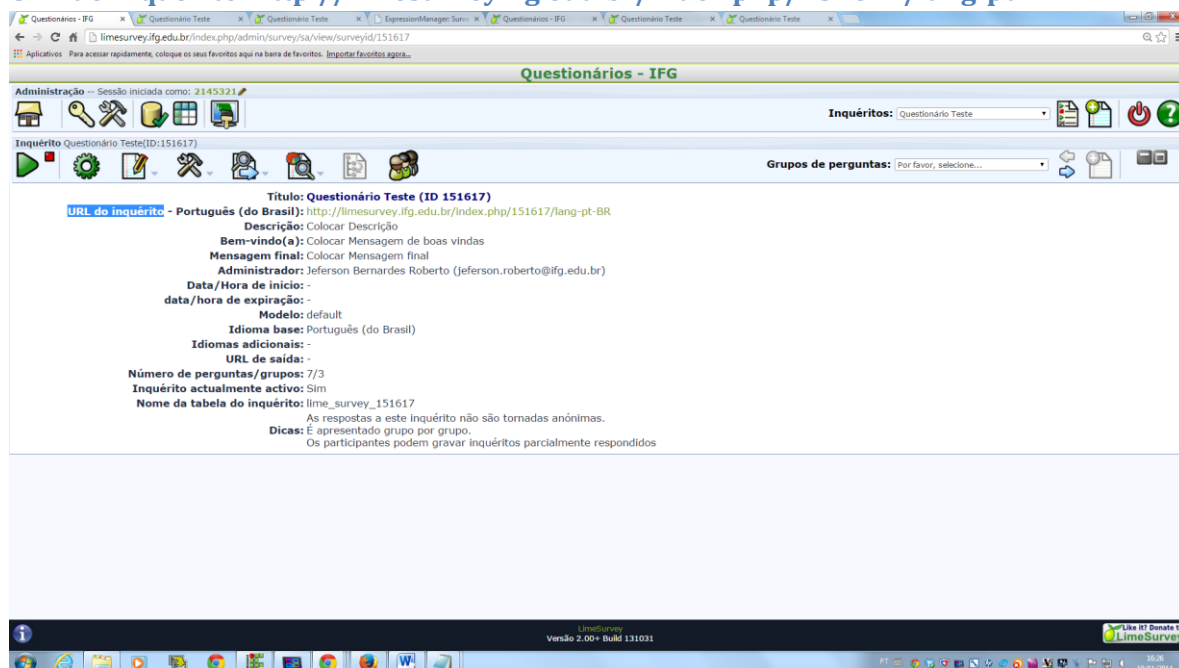 Questionários - IFG
Questionário Teste
Questionário Teste
ExpressionManager: Surve
Questionários - IFG
Questionário Teste
Questionário Teste
limesurvey.ifg.edu.br/index.php/admin/survey/sa/view/surveyid/151617
Aplicativos Para acessar rapidamente, coloque os seus favoritos aqui na barra de favoritos. Importar favoritos agora...
Questionários - IFG
Administração -- Sessão iniciada como: 2145321
Inquéritos: Questionário Teste
Inquérito Questionário Teste(ID:151617)
Grupos de perguntas: Por favor, selecione...
Título: Questionário Teste (ID 151617)
URL do inquérito - Português (do Brasil): http://limesurvey.ifg.edu.br/index.php/151617/lang-pt-BR
Descrição: Colocar Descrição
Bem-vindo(a): Colocar Mensagem de boas vindas
Mensagem final: Colocar Mensagem final
Administrador: Jeferson Bernardes Roberto (jeferson.roberto@ifg.edu.br)
Data/Hora de inicio: -
data/hora de expiração: -
Modelo: default
Idioma base: Português (do Brasil)
Idiomas adicionais: -
URL de saída: -
Número de perguntas/grupos: 7/3
Inquérito actualmente activo: Sim
Nome da tabela do inquérito: lime_survey_151617
As respostas a este inquérito não são tornadas anónimas.
Dicas: É apresentado grupo por grupo.
Os participantes podem gravar inquéritos parcialmente respondidos
LimeSurvey
Versão 2.00+ Build 131031
Like it? Donate t
LimeSurvey
PT
16:26